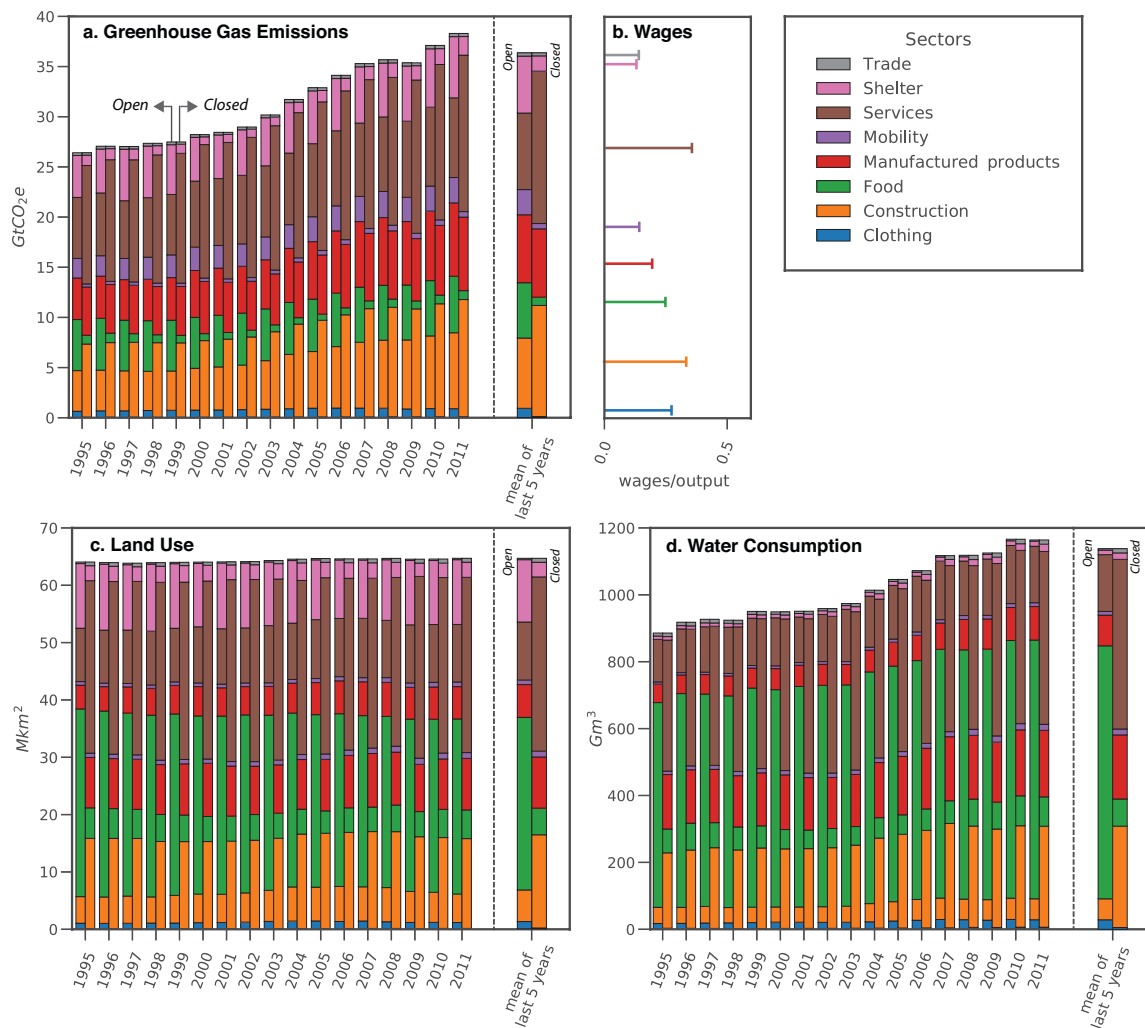 a. Greenhouse Gas Emissions
40
35
30
25
20
15
10
5
0
GtCO2e
Open
Closed
Open
Closed
1995
1996
1997
1998
1999
2000
2001
2002
2003
2004
2005
2006
2007
2008
2009
2010
2011
mean of
last 5 years
b. Wages
0.0
0.5
wages/output
Sectors
Trade
Shelter
Services
Mobility
Manufactured products
Food
Construction
Clothing
c. Land Use
70
60
50
40
30
20
10
0
Mkm²
Open
Closed
1995
1996
1997
1998
1999
2000
2001
2002
2003
2004
2005
2006
2007
2008
2009
2010
2011
mean of
last 5 years
d. Water Consumption
1200
1000
800
600
400
200
0
Gm³
Open
Closed
1995
1996
1997
1998
1999
2000
2001
2002
2003
2004
2005
2006
2007
2008
2009
2010
2011
mean of
last 5 years